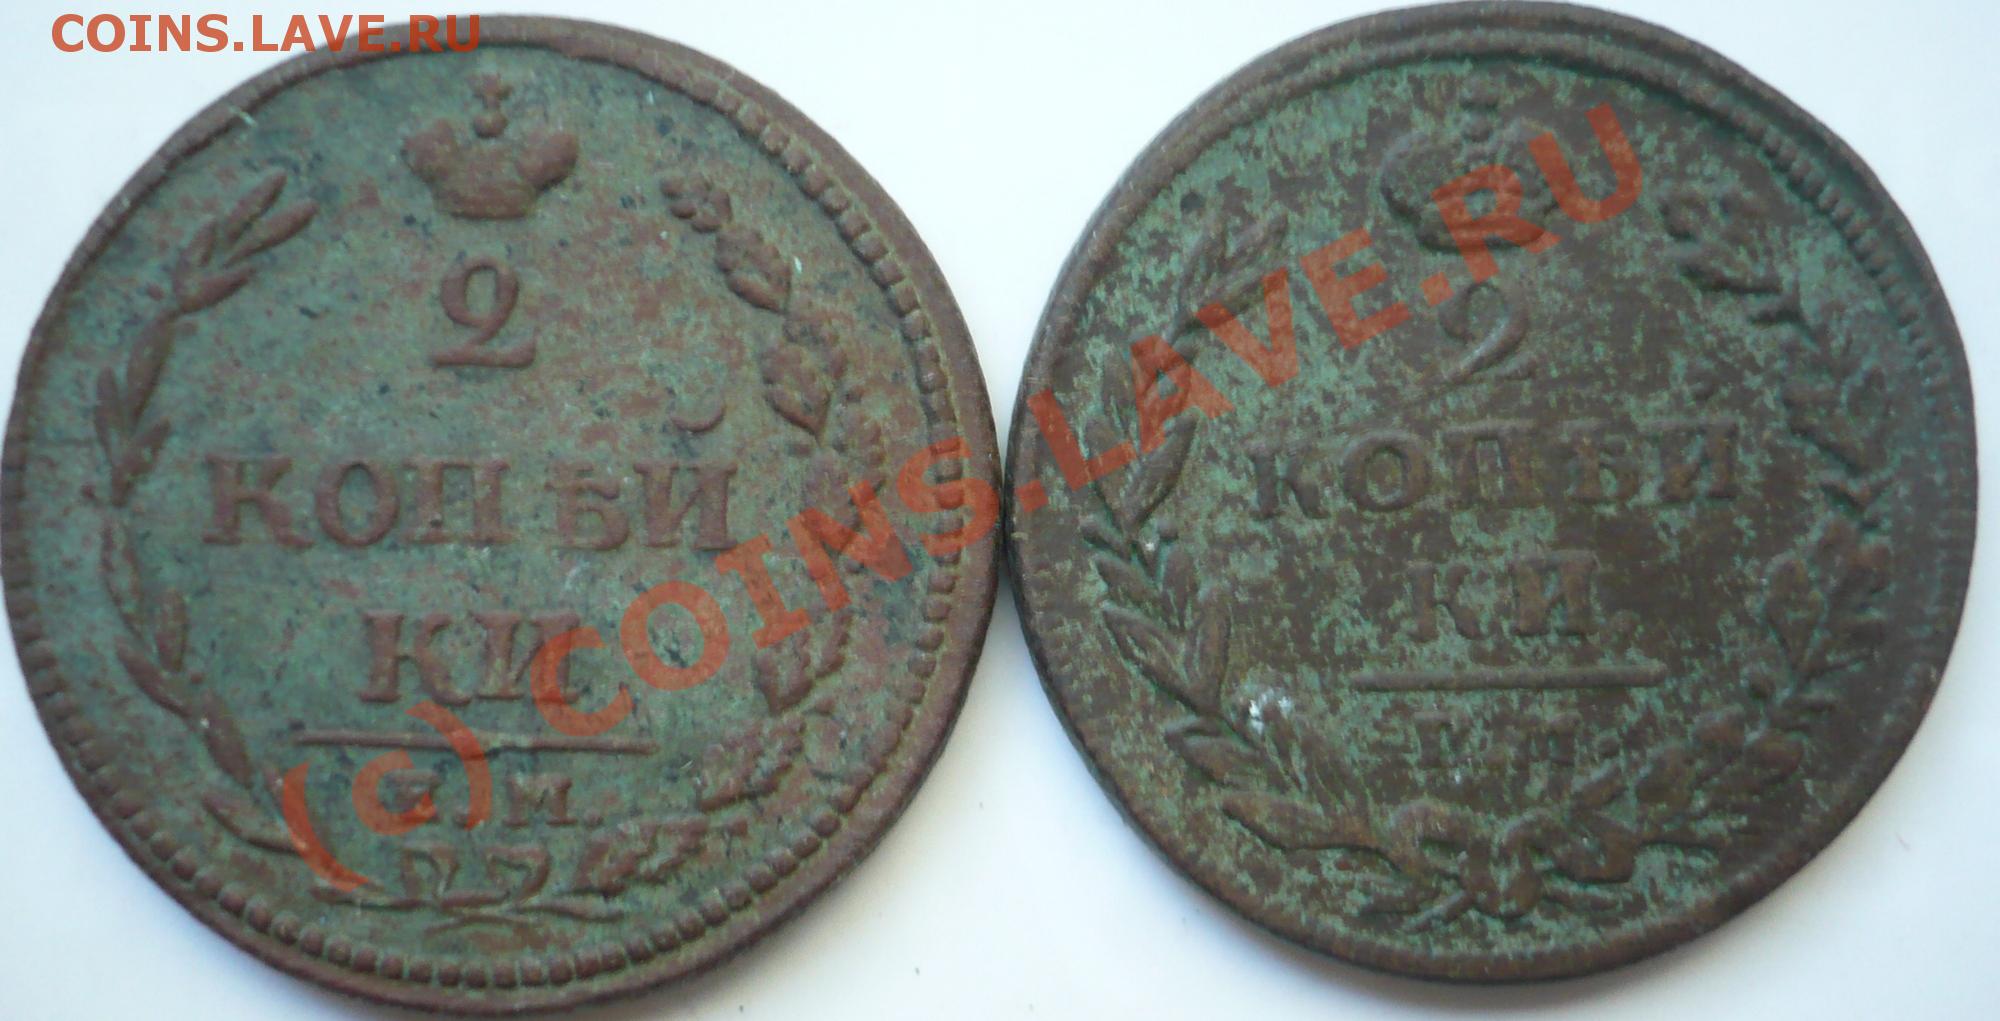 COINS.LAVE.RU
2
КОПѢЙ
КИ
Е.М.
2
КОПѢЙ
КИ.
(c) COINS.LAVE.RU